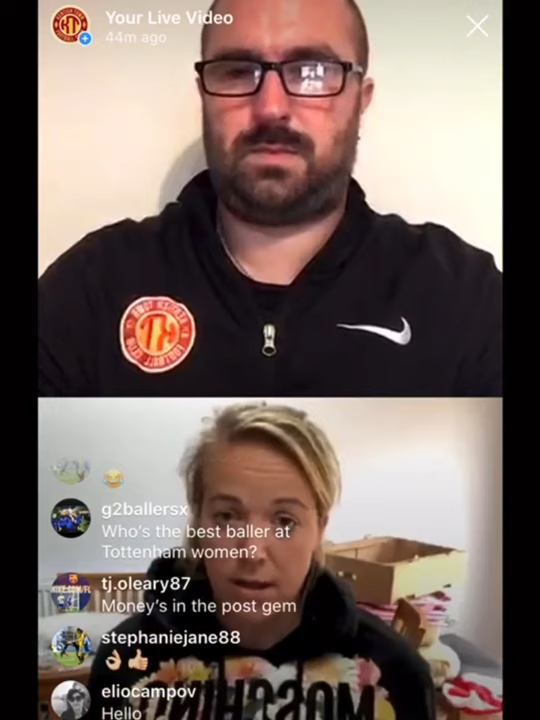 Your Live Video
44m ago
g2ballersx
Who's the best baller at
Tottenham women?
tj.oleary87
Money's in the post gem
stephaniejane88
eliocampov
Hello
MOSCHINO